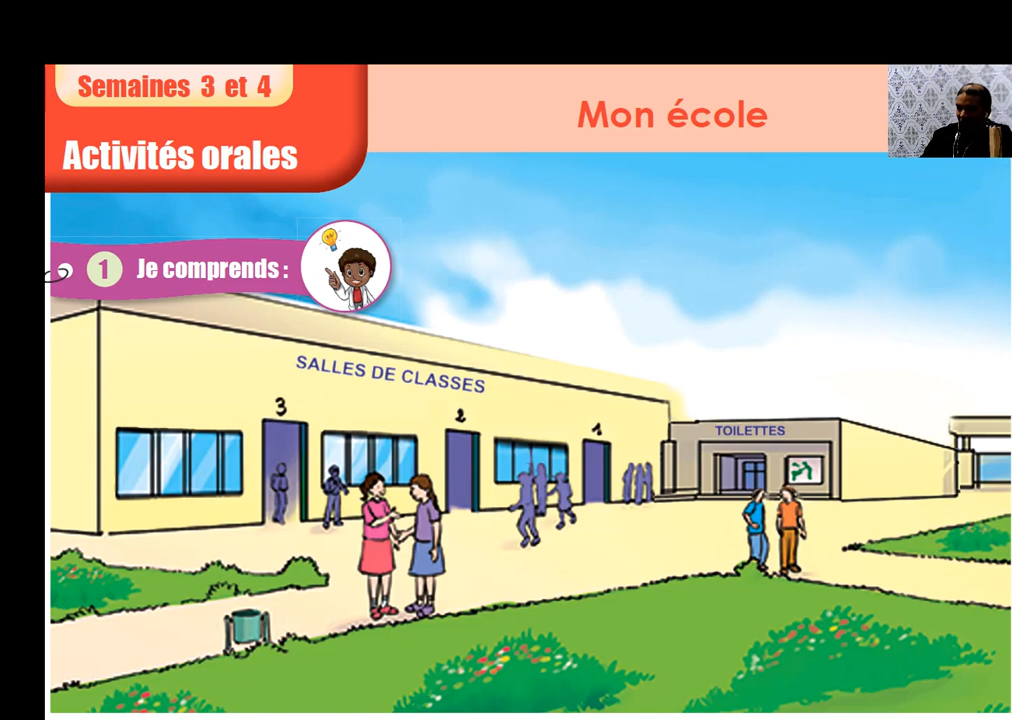 Semaines 3 et 4
Activités orales
Mon école
1 Je comprends :
SALLES DE CLASSES
3
2
1
TOILETTES